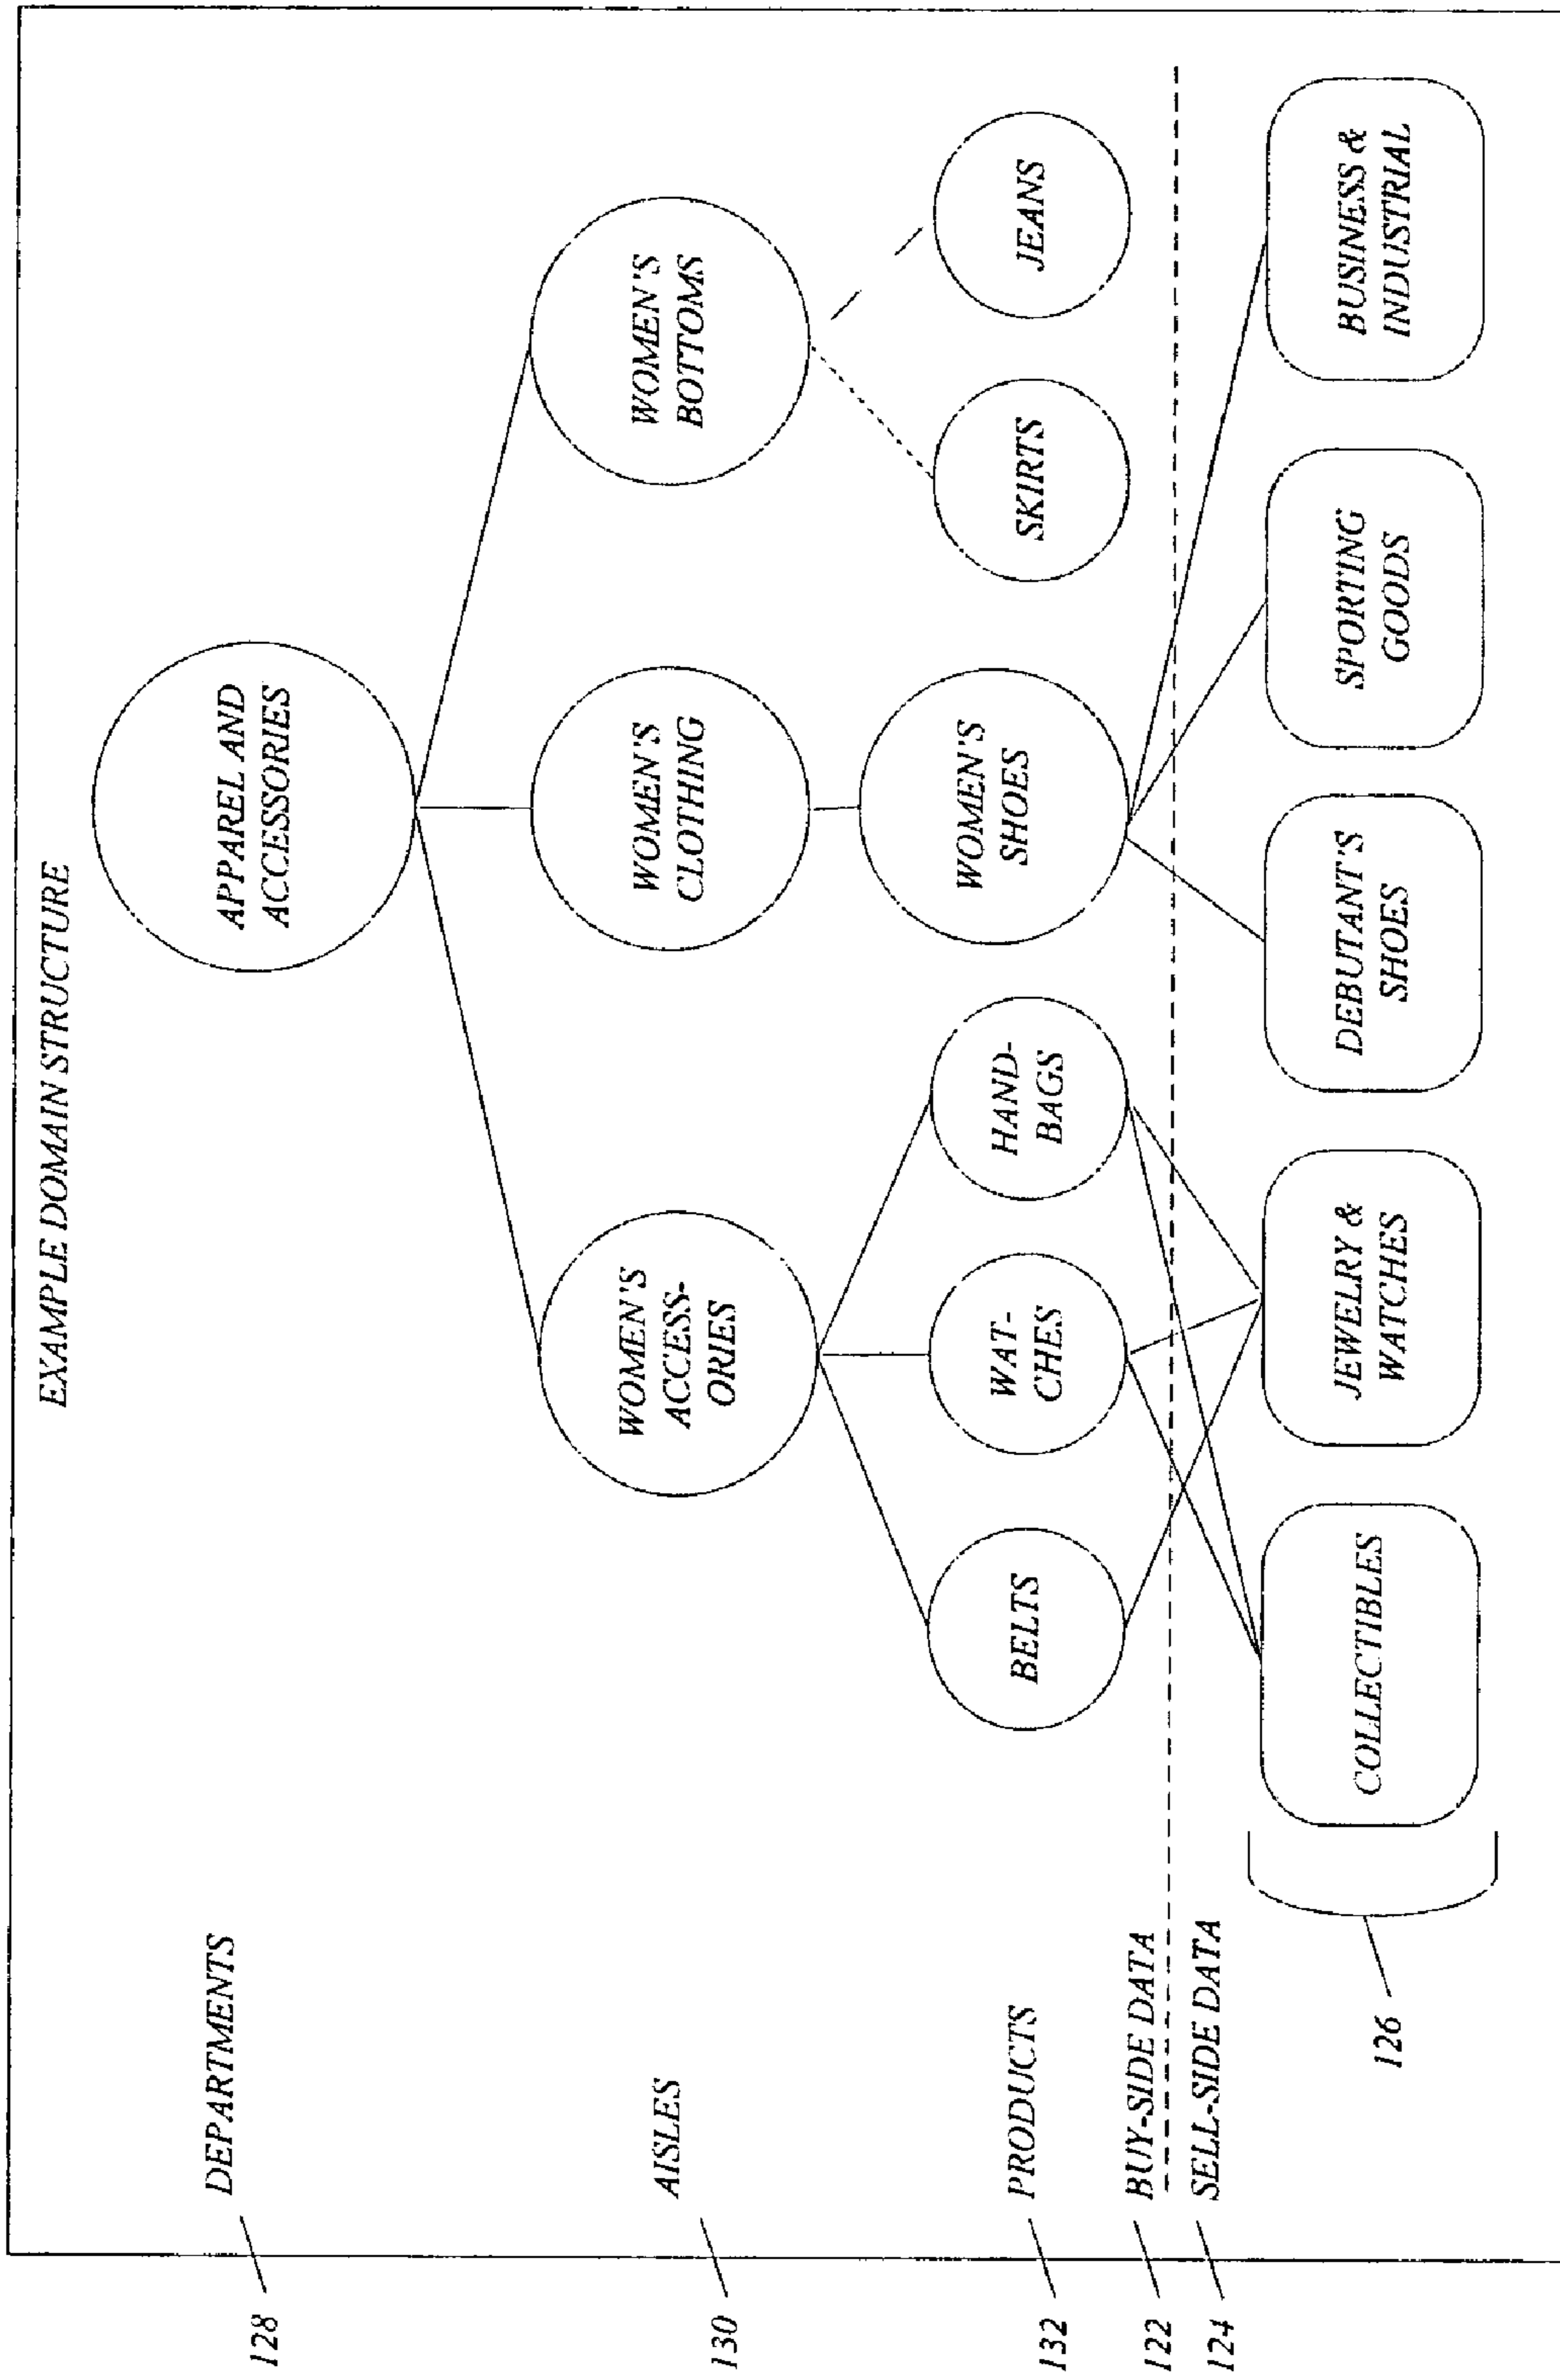 EXAMPLE DOMAIN STRUCTURE
128
DEPARTMENTS
APPAREL AND
ACCESSORIES
130
AISLES
WOMEN'S
ACCESS-
ORIES
WOMEN'S
CLOTHING
WOMEN'S
BOTTOMS
132
PRODUCTS
BELTS
WAT-
CHES
HAND-
BAGS
WOMEN'S
SHOES
SKIRTS
JEANS
122
BUY-SIDE DATA
124
SELL-SIDE DATA
126
COLLECTIBLES
JEWELRY &
WATCHES
DEBUTANT'S
SHOES
SPORTING
GOODS
BUSINESS &
INDUSTRIAL